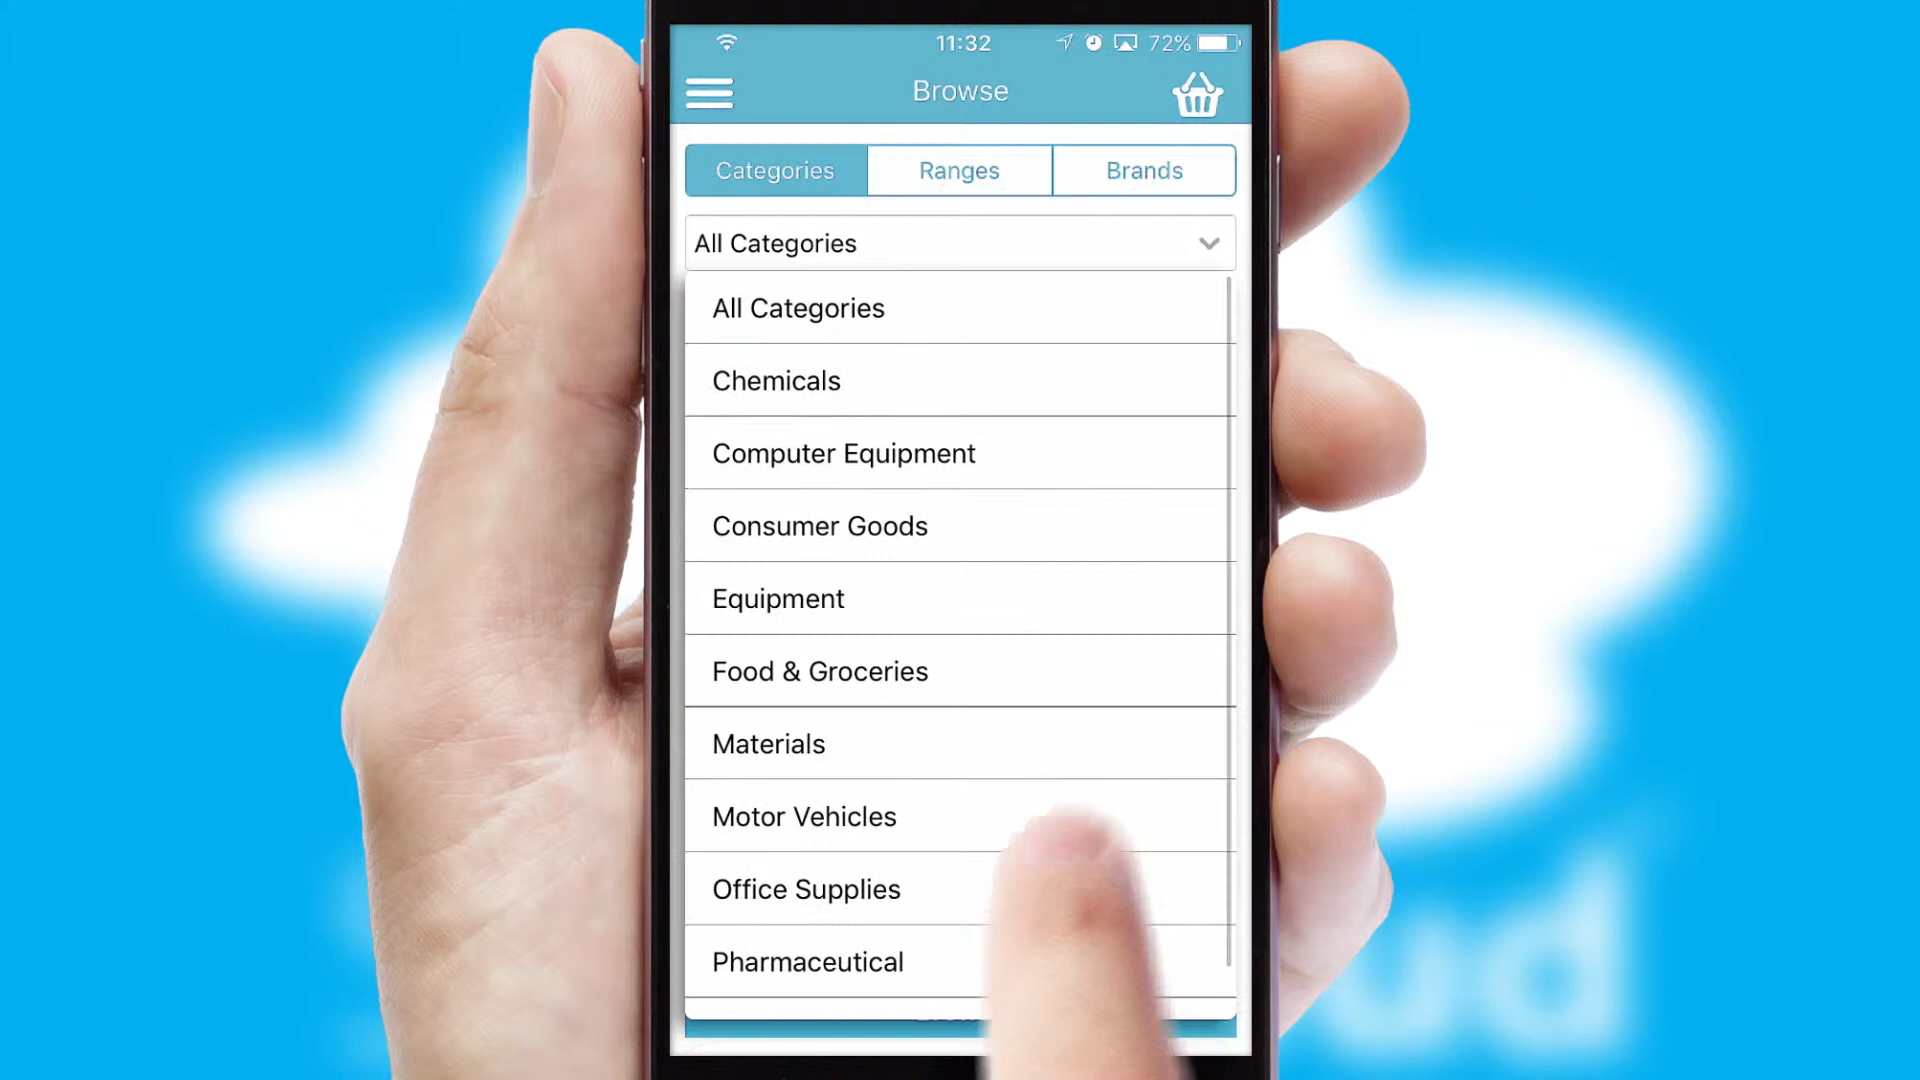 11:32
72%
Browse
Categories Ranges Brands
All Categories
All Categories
Chemicals
Computer Equipment
Consumer Goods
Equipment
Food & Groceries
Materials
Motor Vehicles
Office Supplies
Pharmaceutical
ud